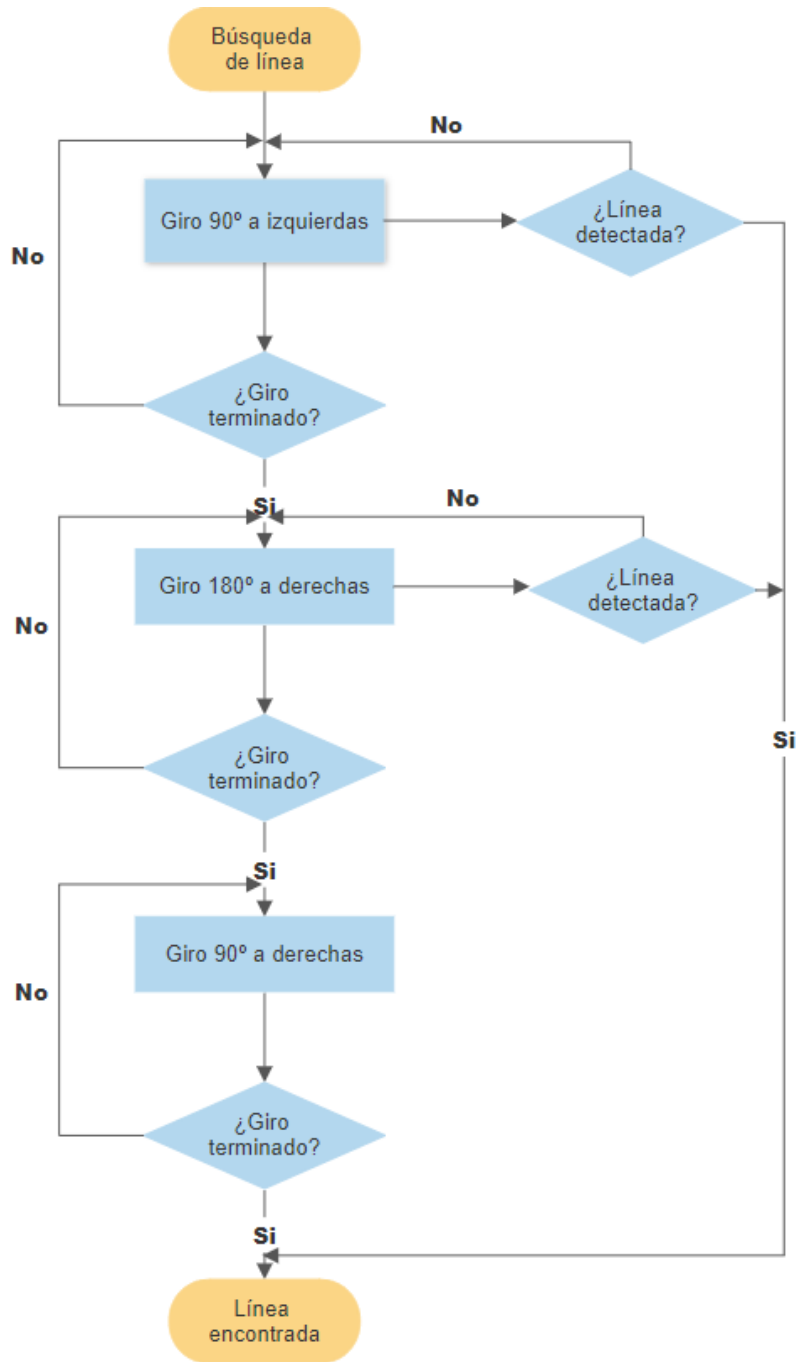 Búsqueda
de línea
No
Giro 90º a izquierdas
¿Línea
detectada?
No
¿Giro
terminado?
Si
No
Giro 180º a derechas
¿Línea
detectada?
No
Si
¿Giro
terminado?
Si
Giro 90º a derechas
No
¿Giro
terminado?
Si
Línea
encontrada